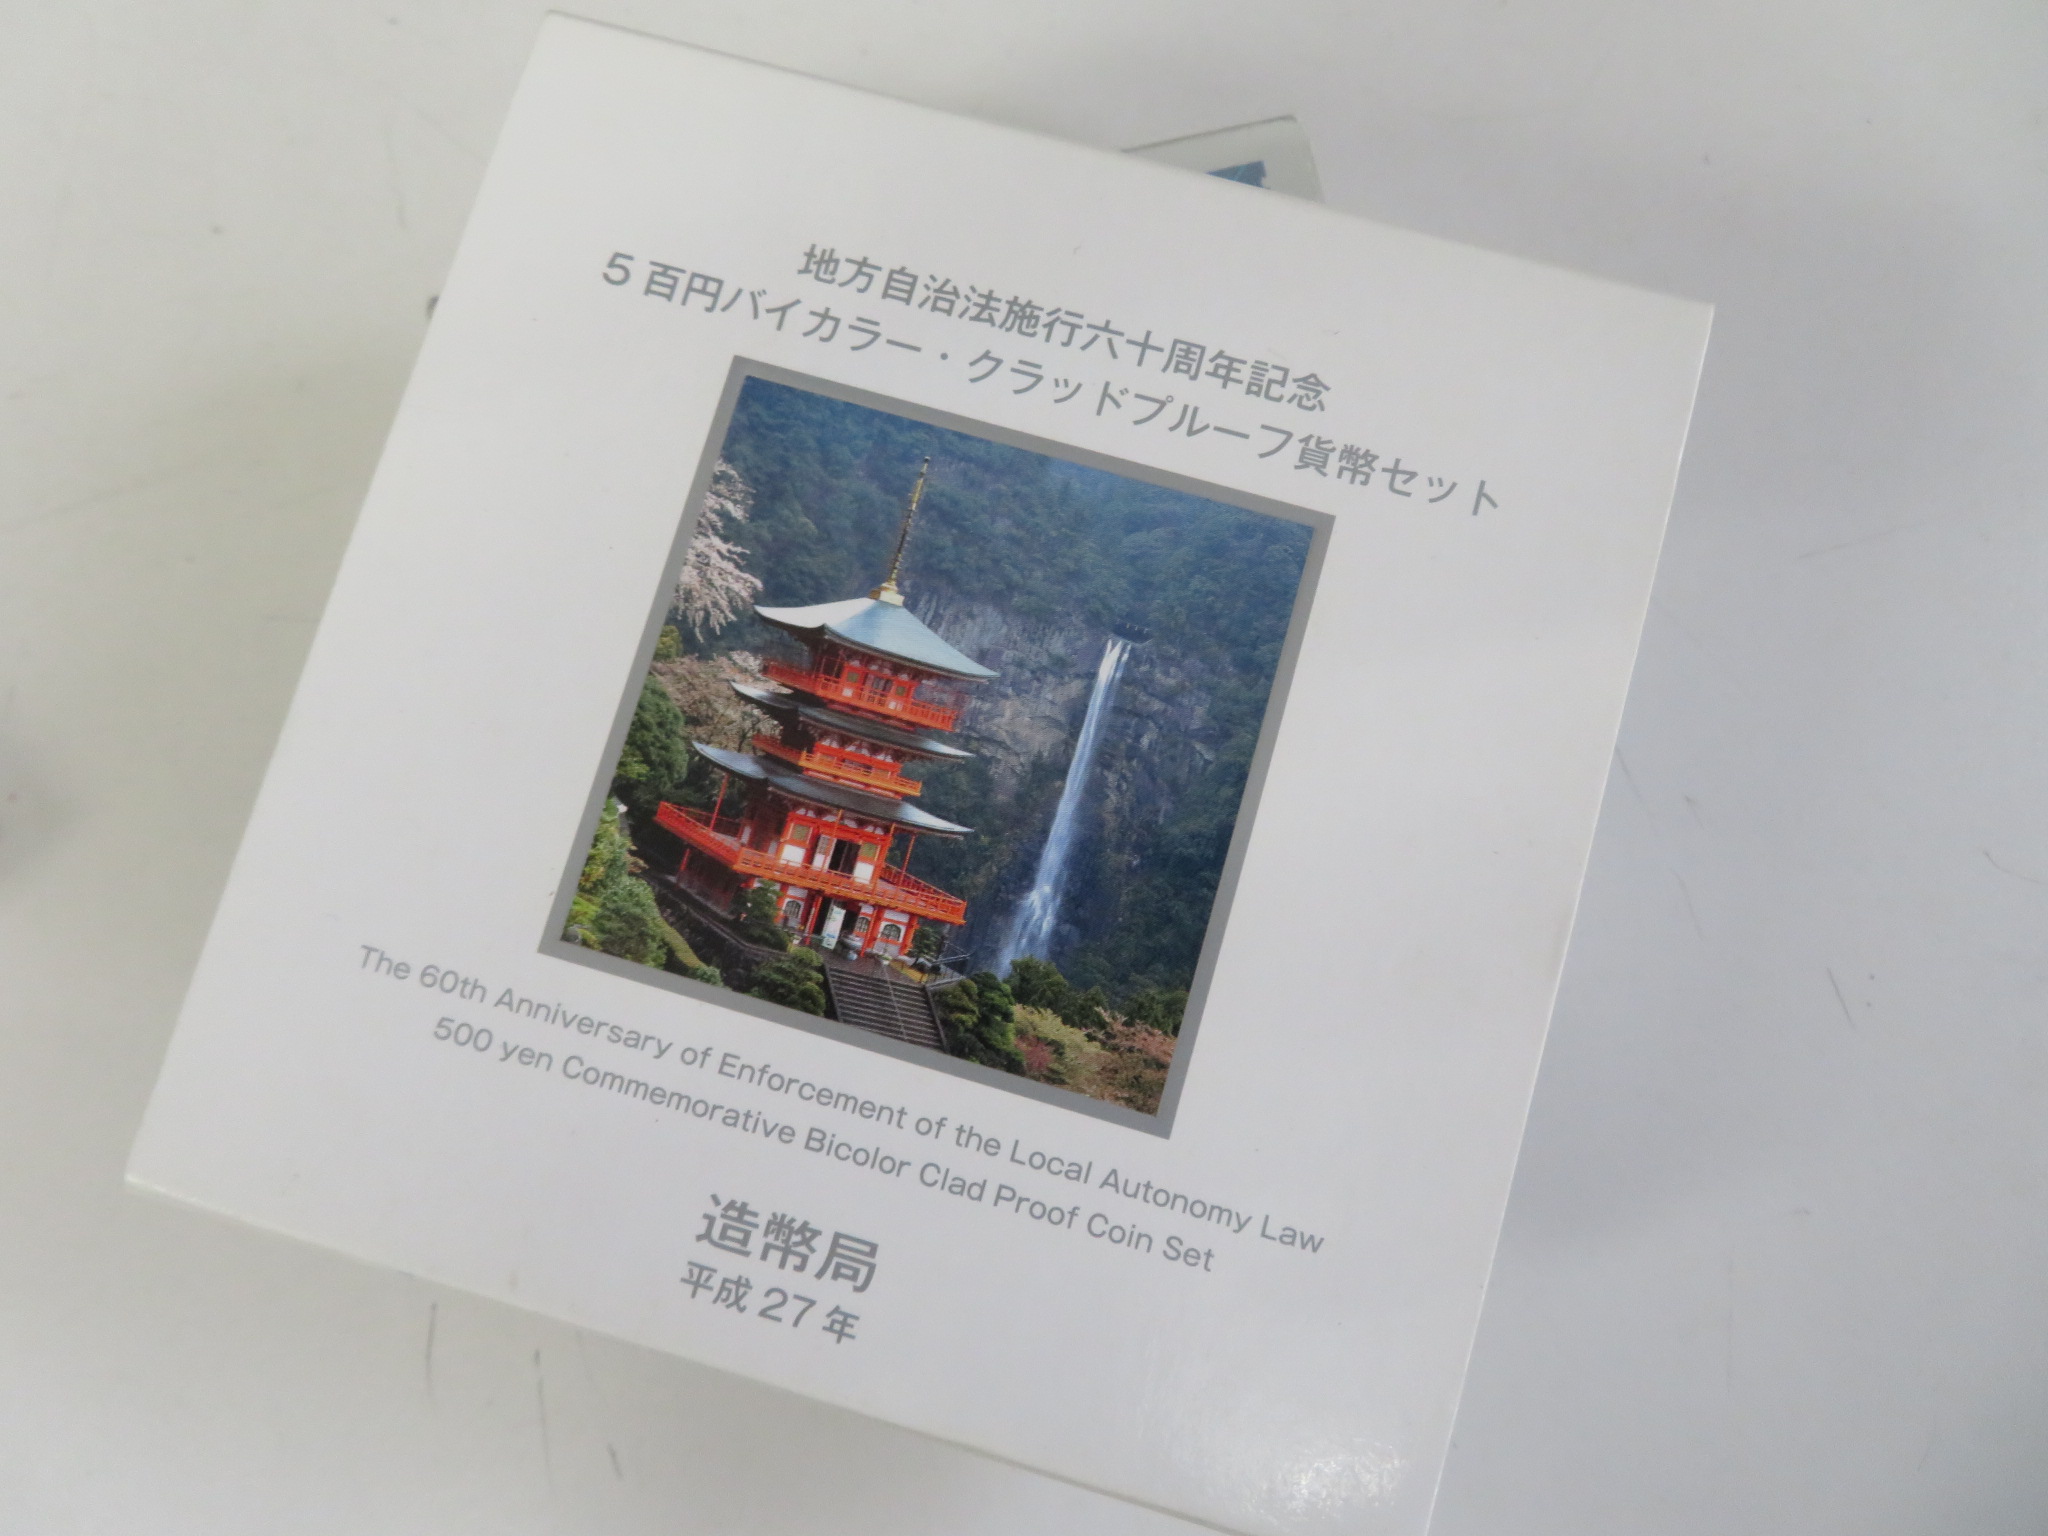 地方自治法施行六十周年記念
5百円バイカラー・クラッドプルーフ貨幣セット
The 60th Anniversary of Enforcement of the Local Autonomy Law
500 yen Commemorative Bicolor Clad Proof Coin Set
造幣局
平成27年